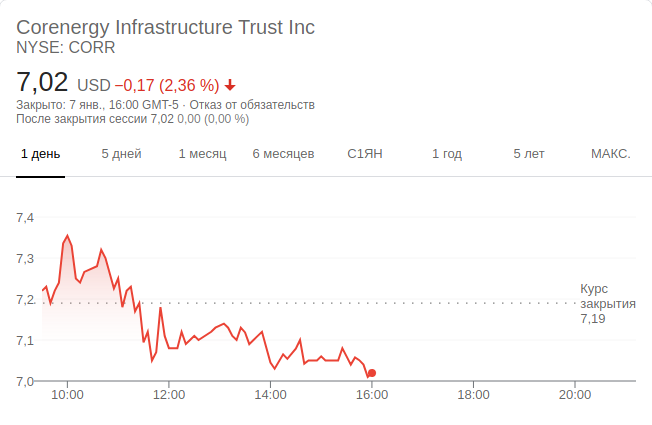 Corenergy Infrastructure Trust Inc
NYSE: CORR
7,02 USD −0,17 (2,36 %)
Закрыто: 7 янв., 16:00 GMT-5 · Отказ от обязательств
После закрытия сессии 7,02 0,00 (0,00 %)
1 день 5 дней 1 месяц 6 месяцев С1ЯН 1 год 5 лет МАКС.
7,4
7,3
7,2
7,1
7,0
Курс
закрытия
7,19
10:00 12:00 14:00 16:00 18:00 20:00